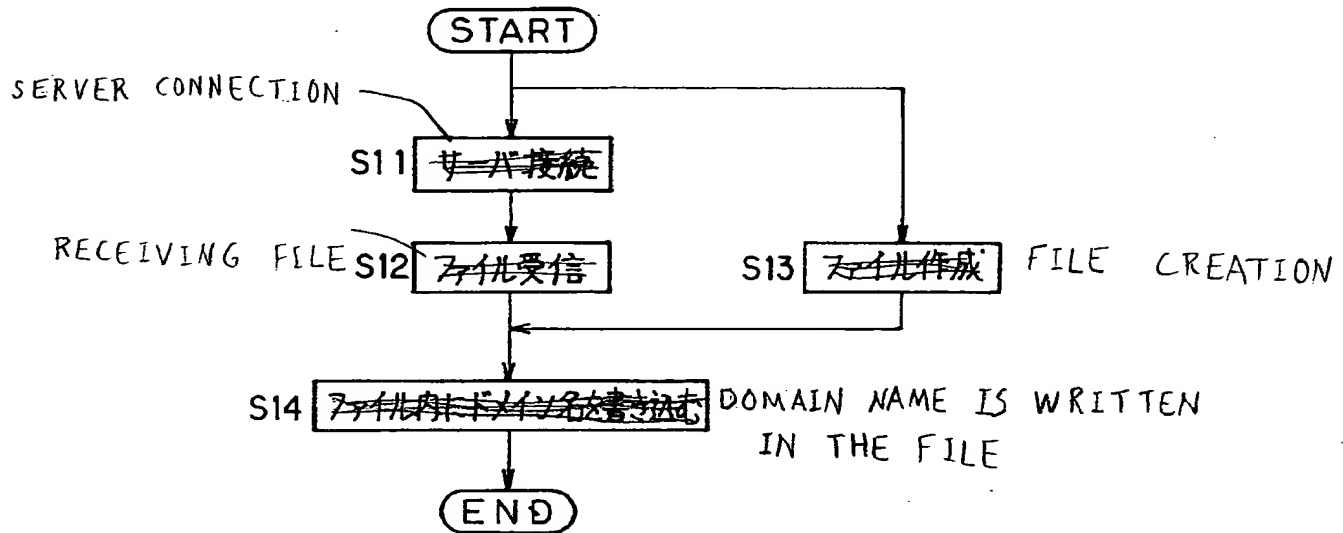 START
SERVER CONNECTION
S11 サーバ接続
RECEIVING FILE S12 ファイル受信
S13 ファイル作成 FILE CREATION
S14 ファイル内にドメイン名を書き込む DOMAIN NAME IS WRITTEN
IN THE FILE
END